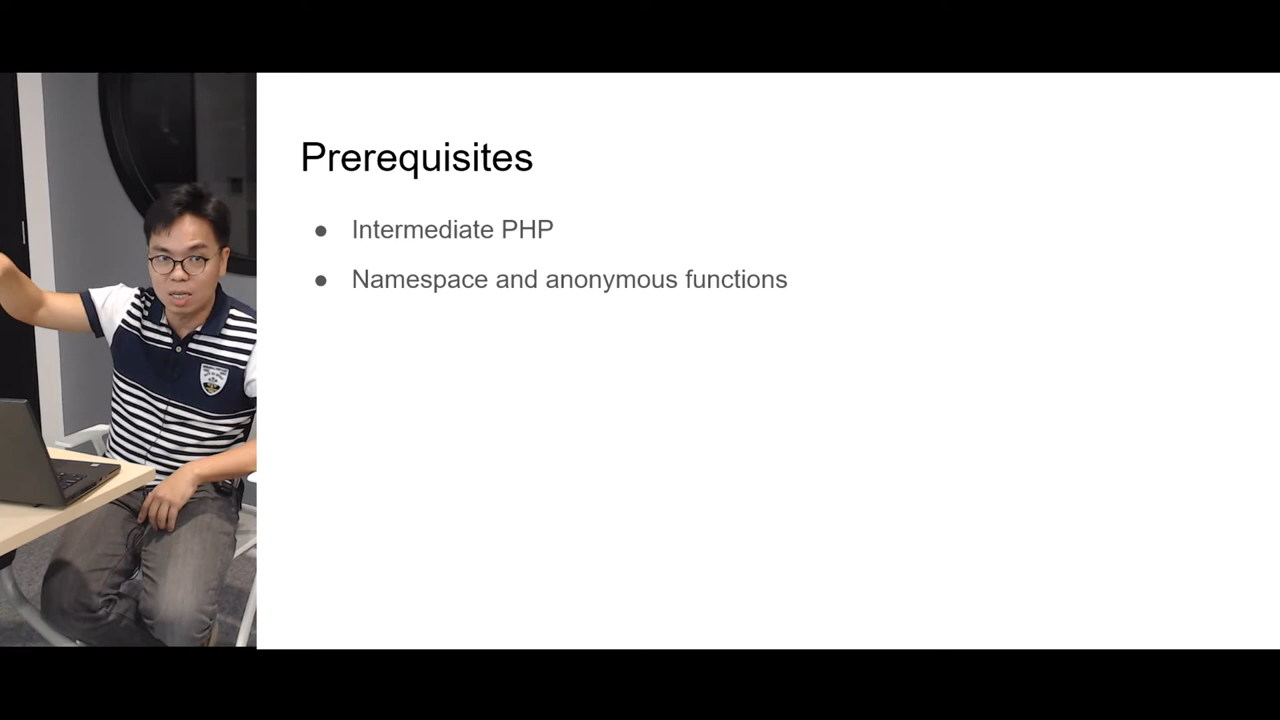 Prerequisites
● Intermediate PHP
● Namespace and anonymous functions